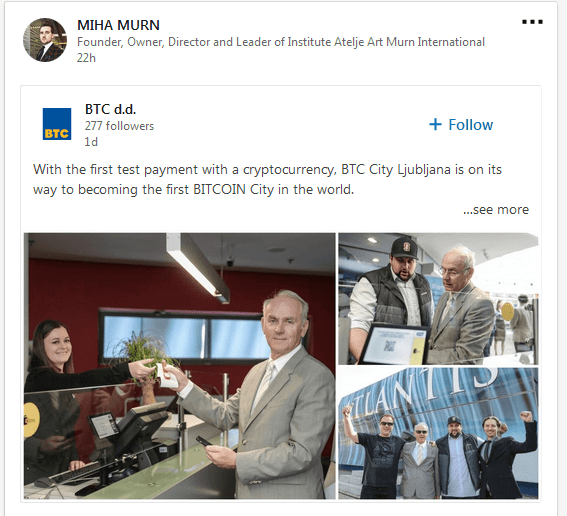 MIHA MURN
Founder, Owner, Director and Leader of Institute Atelje Art Murn International
22h
BTC
BTC d.d.
277 followers
1d
+ Follow
With the first test payment with a cryptocurrency, BTC City Ljubljana is on its
way to becoming the first BITCOIN City in the world.
...see more
LANTIS